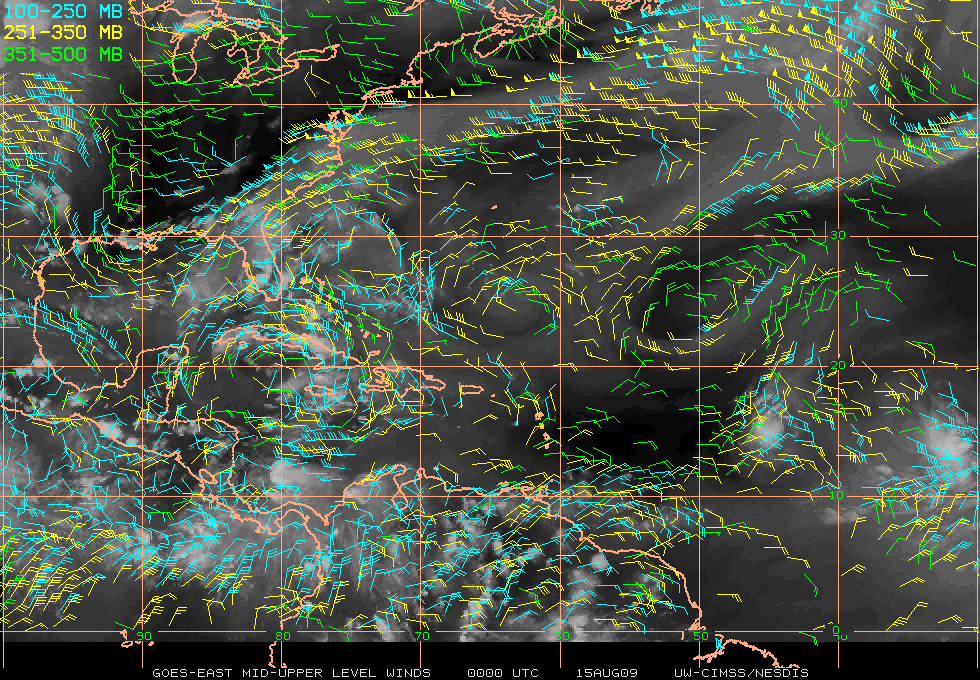 100-250 MB
251-350 MB
351-500 MB
40
30
20
10
90 80 70 60 50 40 0
GOES-EAST MID-UPPER LEVEL WINDS 0000 UTC 15AUG09 UW-CIMSS/NESDIS